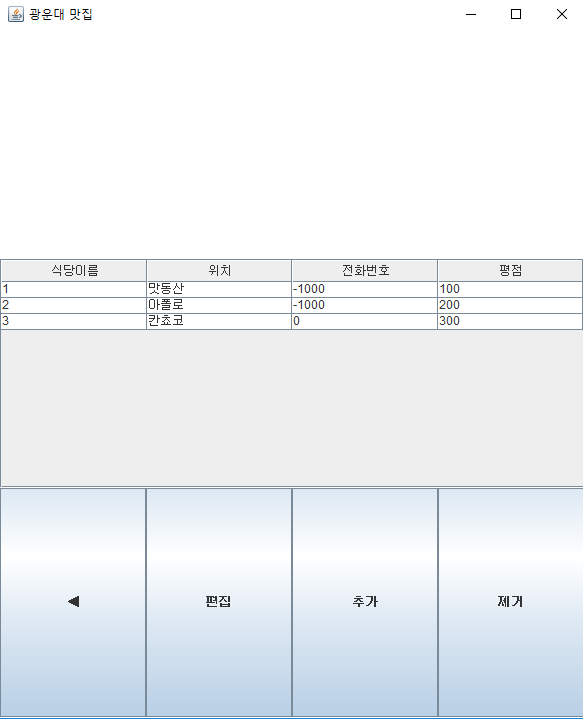 광운대 맛집
식당이름 위치 전화번호 평점
1 맛동산 -1000 100
2 아폴로 -1000 200
3 칸쵸코 0 300
◀ 편집 추가 제거